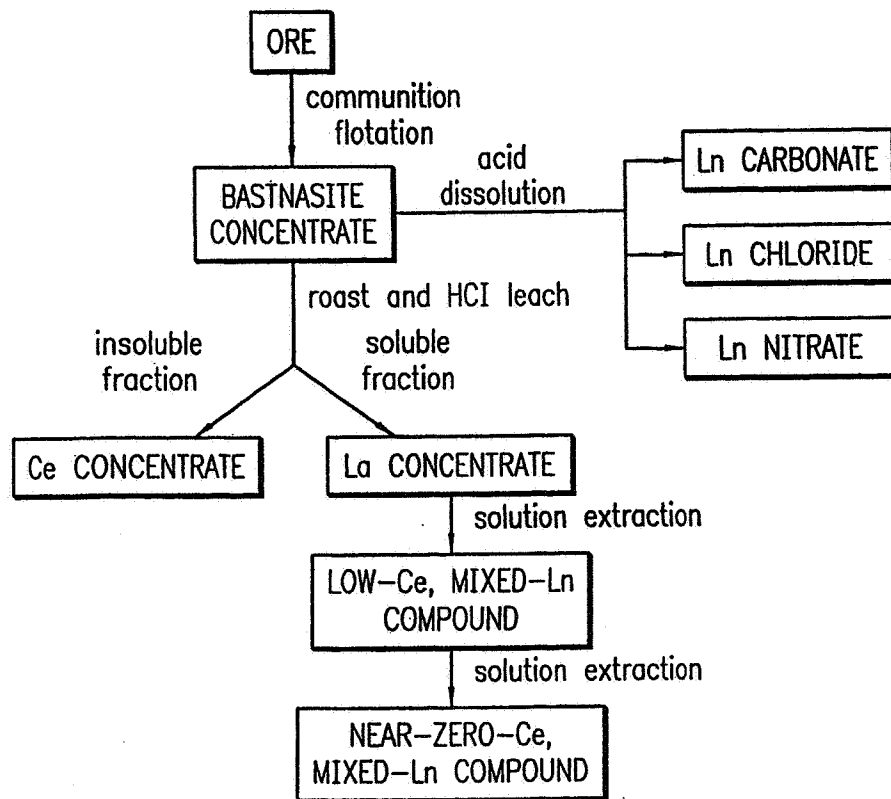 ORE
communition
flotation
BASTNASITE
CONCENTRATE
acid
dissolution
Ln CARBONATE
Ln CHLORIDE
Ln NITRATE
roast and HCl leach
insoluble
fraction
soluble
fraction
Ce CONCENTRATE
La CONCENTRATE
solution extraction
LOW-Ce, MIXED-Ln
COMPOUND
solution extraction
NEAR-ZERO-Ce,
MIXED-Ln COMPOUND